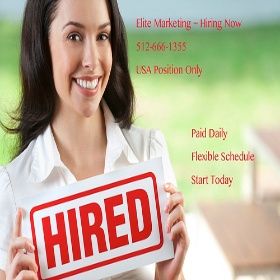 Elite Marketing – Hiring Now
512-666-1355
USA Position Only
Paid Daily
Flexible Schedule
Start Today
HIRED